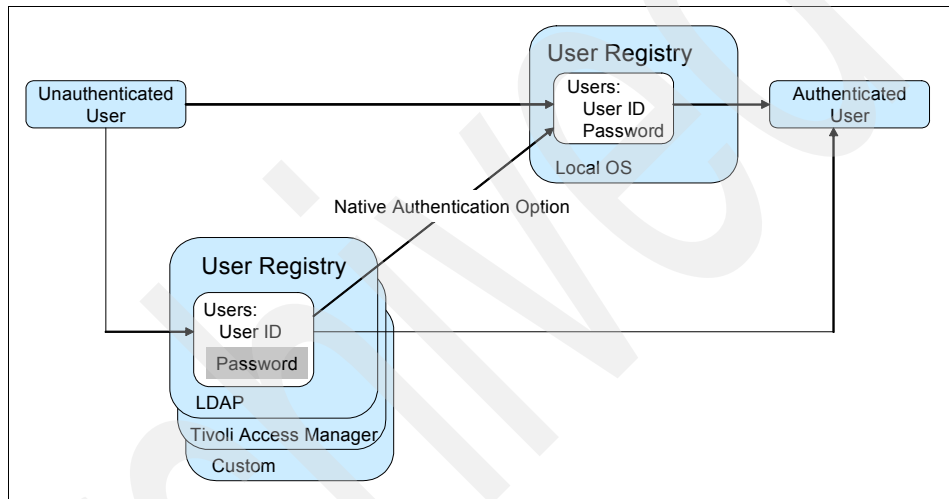 User Registry
Unauthenticated
User
Users:
User ID
Password
Local OS
Authenticated
User
Native Authentication Option
User Registry
Users:
User ID
Password
LDAP
Tivoli Access Manager
Custom